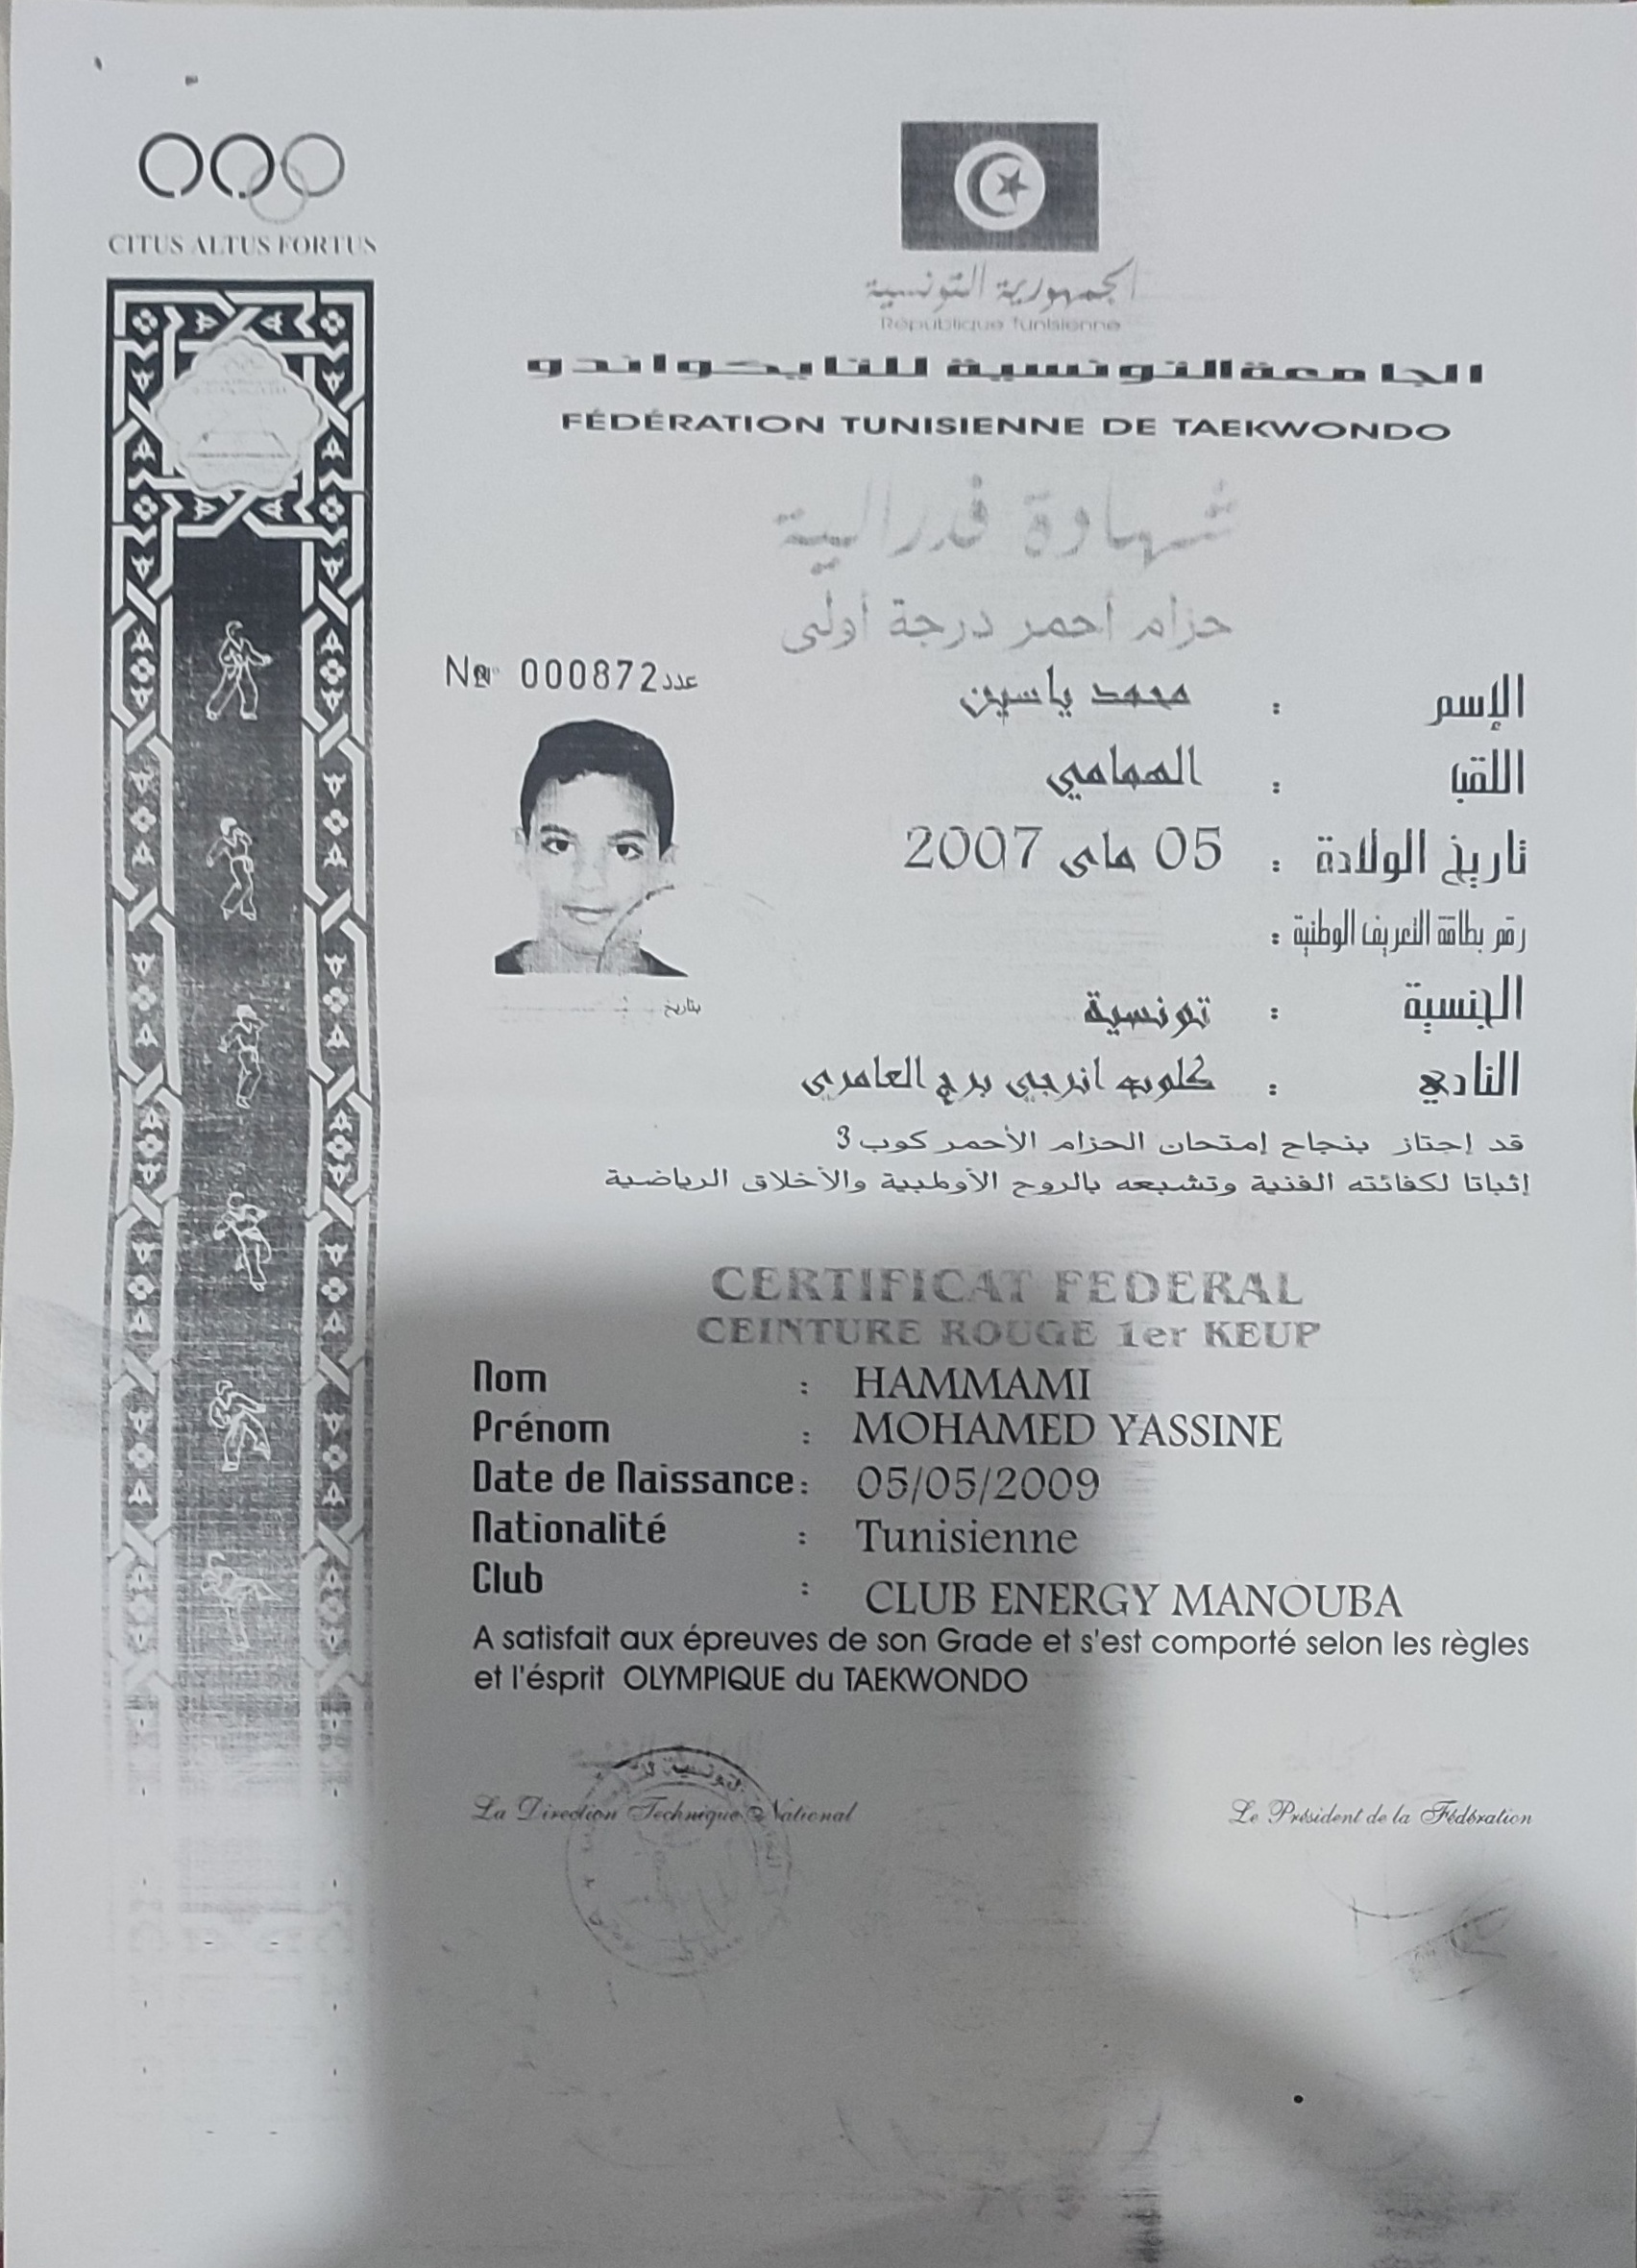 CITUS ALTUS FORTUS
الجمهورية التونسية
République Tunisienne
الجامعة التونسية للتايكواندو
FÉDÉRATION TUNISIENNE DE TAEKWONDO
شهادة فدرالية
حزام أحمر درجة أولى
No 000872 عدد
الإسم : محمد ياسين
اللقب : الهمامي
تاريخ الولادة : 05 ماي 2007
رقم بطاقة التعريف الوطنية :
الجنسية : تونسية
بتاريخ
النادي : كلوب انرجي برج العامري
قد إجتاز بنجاح إمتحان الحزام الأحمر كوب 3
إثباتا لكفائته الفنية وتشبعه بالروح الأولمبية والأخلاق الرياضية
CERTIFICAT FEDERAL
CEINTURE ROUGE 1er KEUP
Nom : HAMMAMI
Prénom : MOHAMED YASSINE
Date de Naissance : 05/05/2009
Nationalité : Tunisienne
Club : CLUB ENERGY MANOUBA
A satisfait aux épreuves de son Grade et s'est comporté selon les règles
et l'ésprit OLYMPIQUE du TAEKWONDO
La Direction Technique National
Le Président de la Fédération